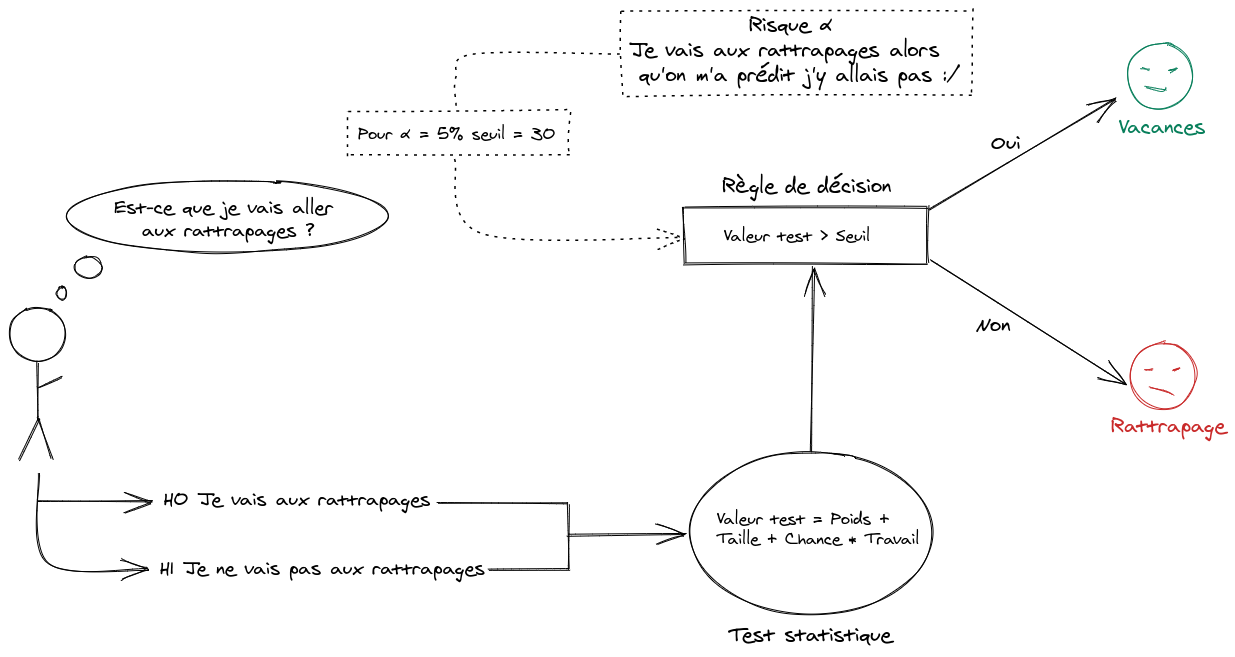 Risque α
Je vais aux rattrapages alors
qu'on m'a prédit j'y allais pas :/
Pour α = 5% seuil = 30
Vacances
Oui
Règle de décision
Valeur test > Seuil
Est-ce que je vais aller
aux rattrapages ?
Non
Rattrapage
H0 Je vais aux rattrapages
H1 Je ne vais pas aux rattrapages
Valeur test = Poids +
Taille + Chance * Travail
Test statistique